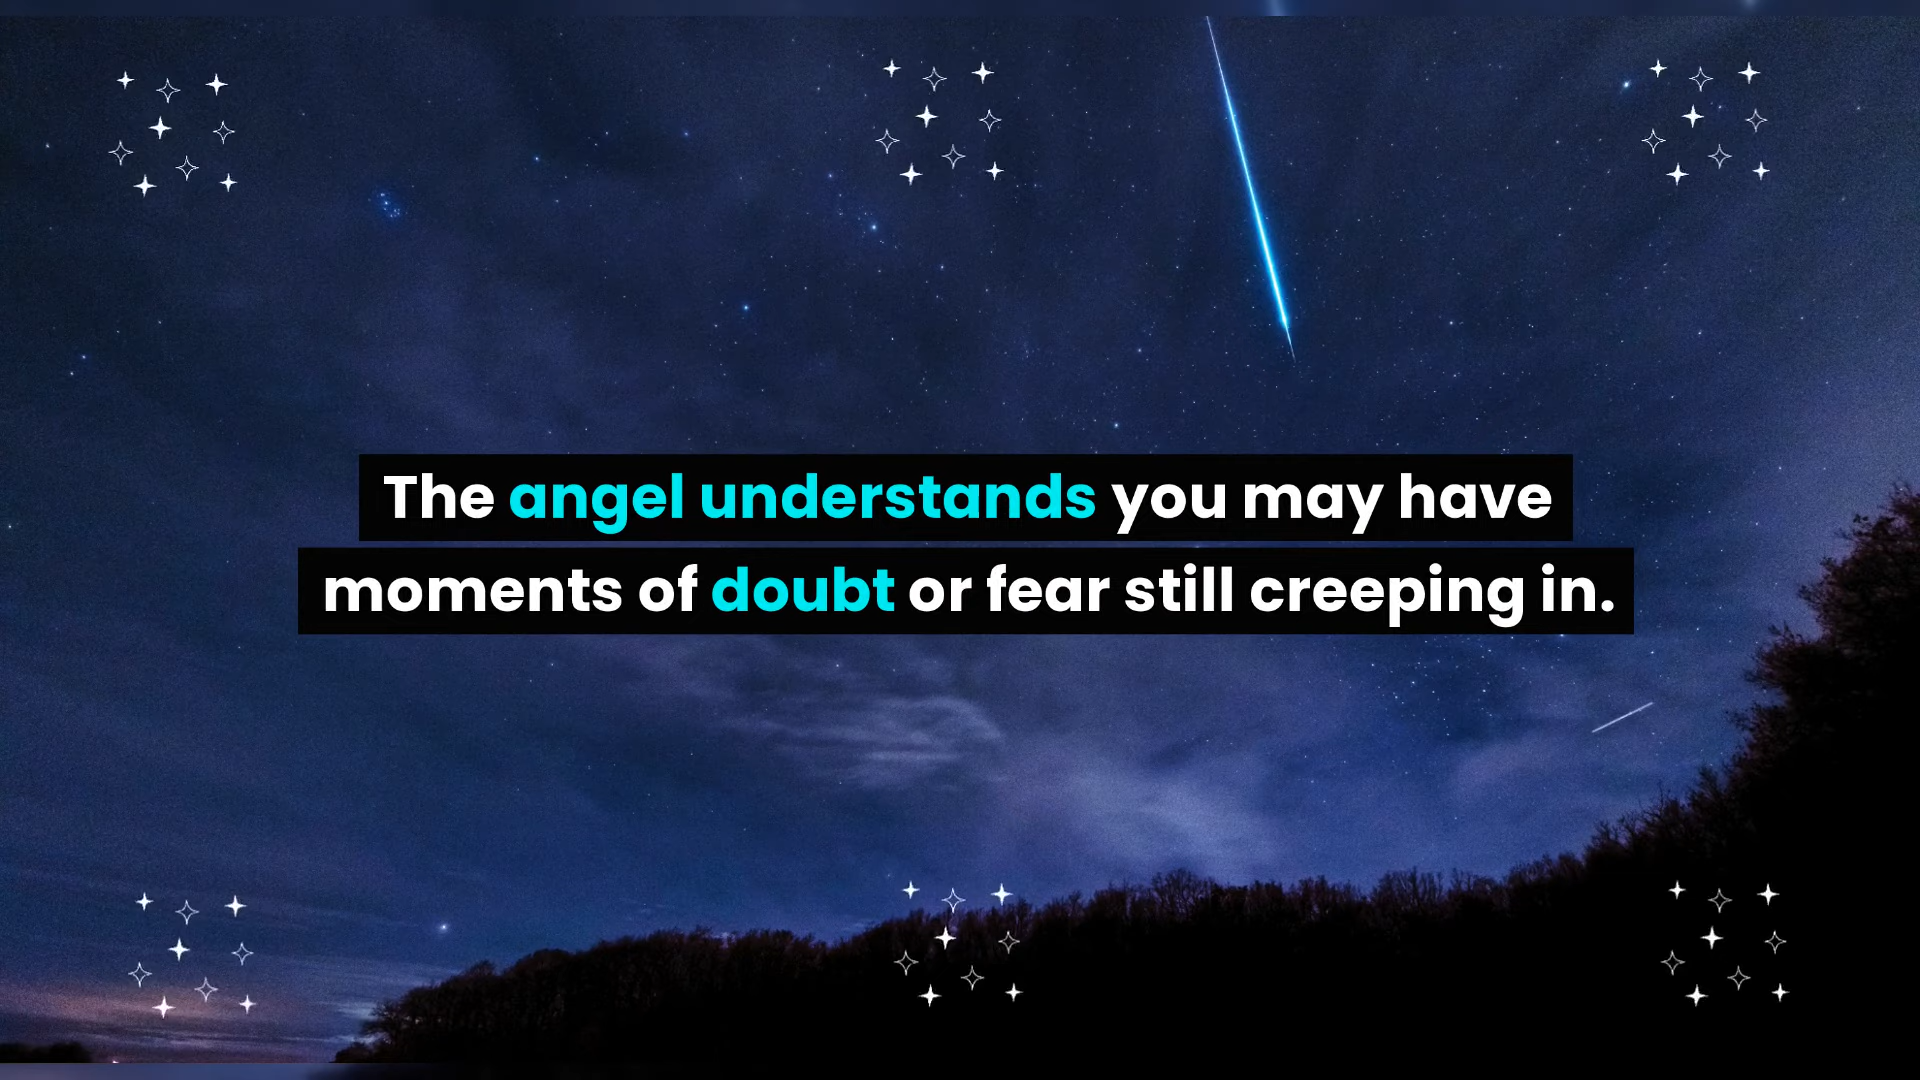 The angel understands you may have
moments of doubt or fear still creeping in.